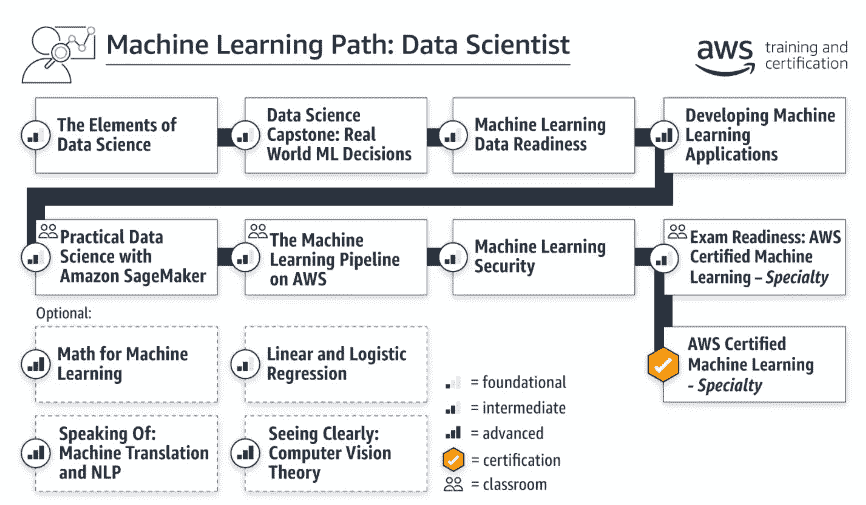 Machine Learning Path: Data Scientist
aws
training and
certification
The Elements of
Data Science
Data Science
Capstone: Real
World ML Decisions
Machine Learning
Data Readiness
Developing Machine
Learning
Applications
Practical Data
Science with
Amazon SageMaker
The Machine
Learning Pipeline
on AWS
Machine Learning
Security
Exam Readiness: AWS
Certified Machine
Learning – Specialty
Optional:
Math for Machine
Learning
Linear and Logistic
Regression
AWS Certified
Machine Learning
- Specialty
Speaking Of:
Machine Translation
and NLP
Seeing Clearly:
Computer Vision
Theory
= foundational
= intermediate
= advanced
= certification
= classroom